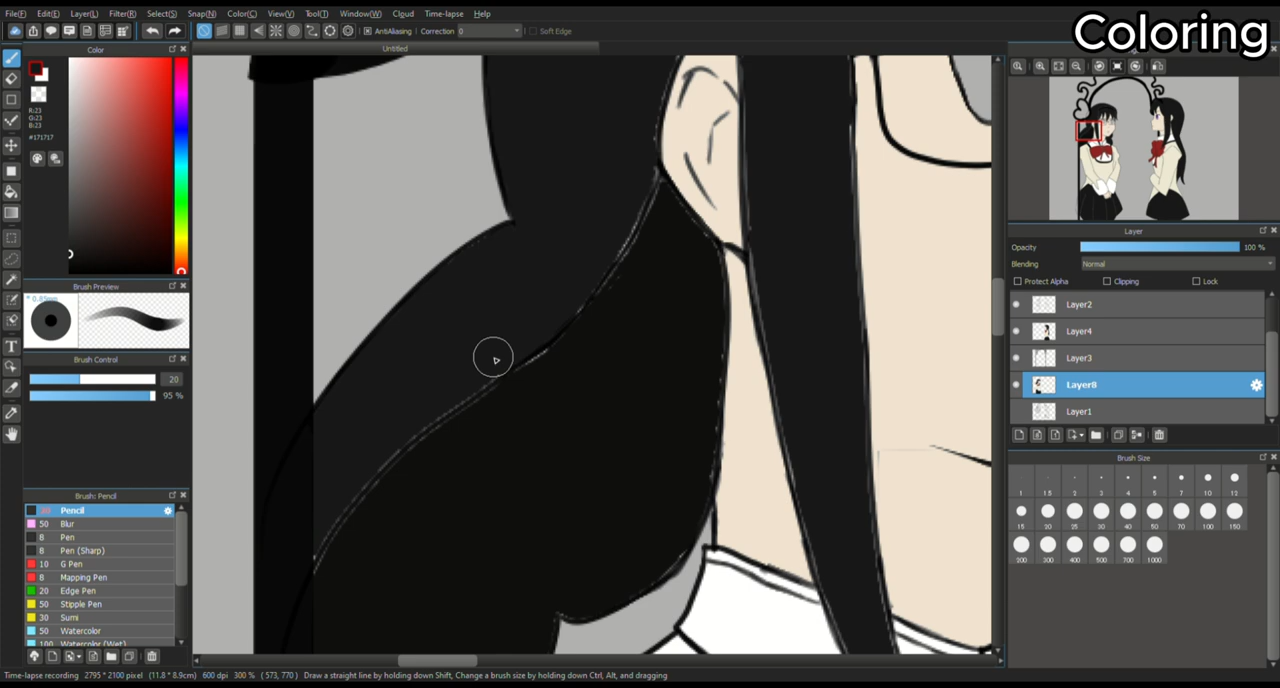 Coloring
File(F) Edit(E) Layer(L) Filter(R) Select(S) Snap(N) Color(C) View(V) Tool(T) Window(W) Cloud Time-lapse Help
AntiAliasing Correction 0 Soft Edge
Color
Untitled
R:23
G:23
B:23
#171717
Brush Preview
* 0.85mm
Brush Control
20
95 %
Brush: Pencil
Pencil
50 Blur
8 Pen
8 Pen (Sharp)
10 G Pen
8 Mapping Pen
20 Edge Pen
50 Stipple Pen
30 Sumi
50 Watercolor
100 Watercolor (Wet)
Layer
Opacity 100 %
Blending Normal
Protect Alpha Clipping Lock
Layer2
Layer4
Layer3
Layer8
Layer1
Brush Size
1 1.5 2 3 4 5 7 10 12
15 20 25 30 40 50 70 100 150
200 300 400 500 700 1000
Time-lapse recording 2795 * 2100 pixel (11.8 * 8.9cm) 600 dpi 300 % ( 573, 770 ) Draw a straight line by holding down Shift, Change a brush size by holding down Ctrl, Alt, and dragging